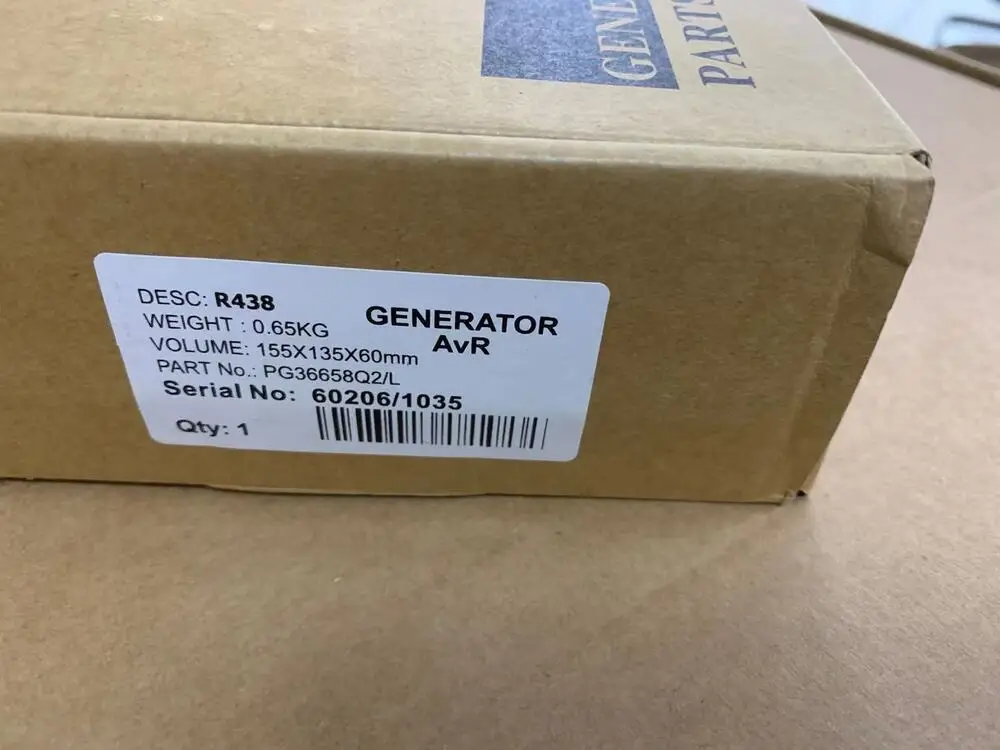 PARTS
DESC: R438
WEIGHT : 0.65KG
VOLUME: 155X135X60mm
PART No.: PG36658Q2/L
Serial No: 60206/1035
Qty: 1
GENERATOR
AvR